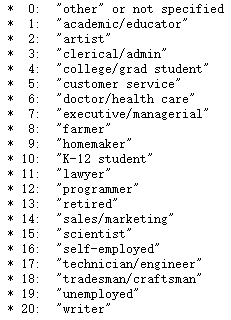 * 0: "other" or not specified
* 1: "academic/educator"
* 2: "artist"
* 3: "clerical/admin"
* 4: "college/grad student"
* 5: "customer service"
* 6: "doctor/health care"
* 7: "executive/managerial"
* 8: "farmer"
* 9: "homemaker"
* 10: "K-12 student"
* 11: "lawyer"
* 12: "programmer"
* 13: "retired"
* 14: "sales/marketing"
* 15: "scientist"
* 16: "self-employed"
* 17: "technician/engineer"
* 18: "tradesman/craftsman"
* 19: "unemployed"
* 20: "writer"